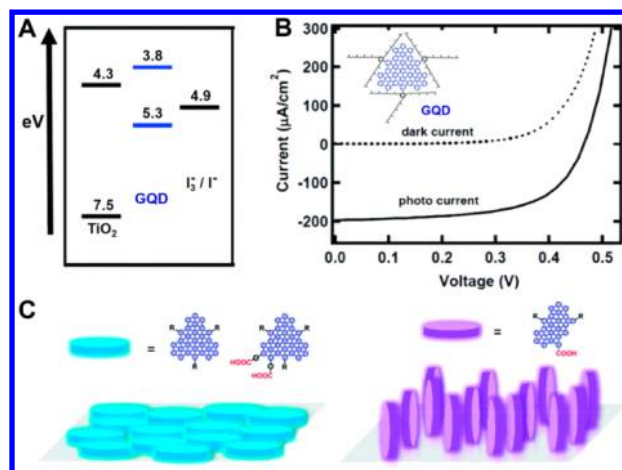 A
eV
4.3
3.8
5.3
4.9
7.5
TiO2
GQD
I3- / I-
B
Current (µA/cm2)
300
200
100
0
-100
-200
GQD
dark current
photo current
0.0 0.1 0.2 0.3 0.4 0.5
Voltage (V)
C
=
R R
R
R R
HOOC
R
HOOC
=
R R
COOH